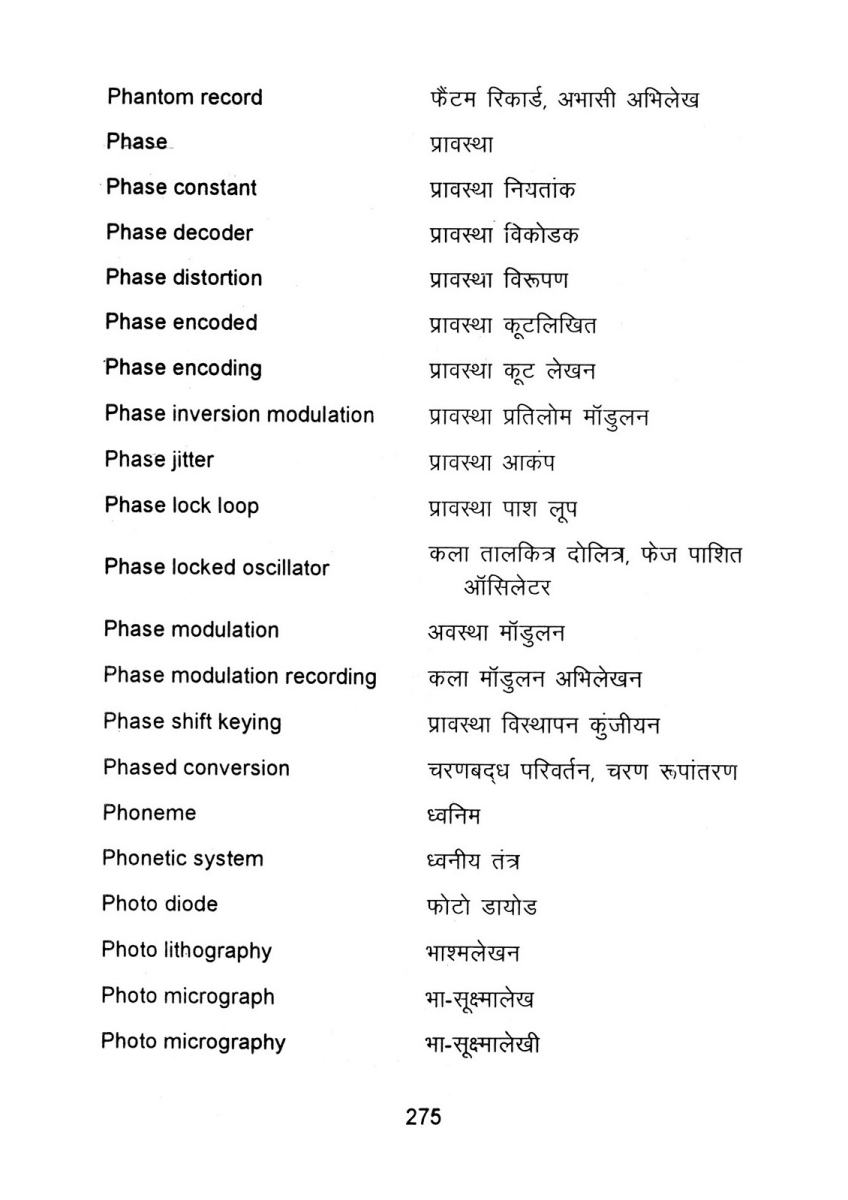 Phantom record फैंटम रिकार्ड, अभासी अभिलेख
Phase प्रावस्था
Phase constant प्रावस्था नियतांक
Phase decoder प्रावस्था विकोडक
Phase distortion प्रावस्था विरूपण
Phase encoded प्रावस्था कूटलिखित
Phase encoding प्रावस्था कूट लेखन
Phase inversion modulation प्रावस्था प्रतिलोम मॉडुलन
Phase jitter प्रावस्था आकंप
Phase lock loop प्रावस्था पाश लूप
Phase locked oscillator कला तालकित्र दोलित्र, फेज पाशित
ऑसिलेटर
Phase modulation अवस्था मॉडुलन
Phase modulation recording कला मॉडुलन अभिलेखन
Phase shift keying प्रावस्था विस्थापन कुंजीयन
Phased conversion चरणबद्ध परिवर्तन, चरण रूपांतरण
Phoneme ध्वनिम
Phonetic system ध्वनीय तंत्र
Photo diode फोटो डायोड
Photo lithography भाश्मलेखन
Photo micrograph भा-सूक्ष्मालेख
Photo micrography भा-सूक्ष्मालेखी
275